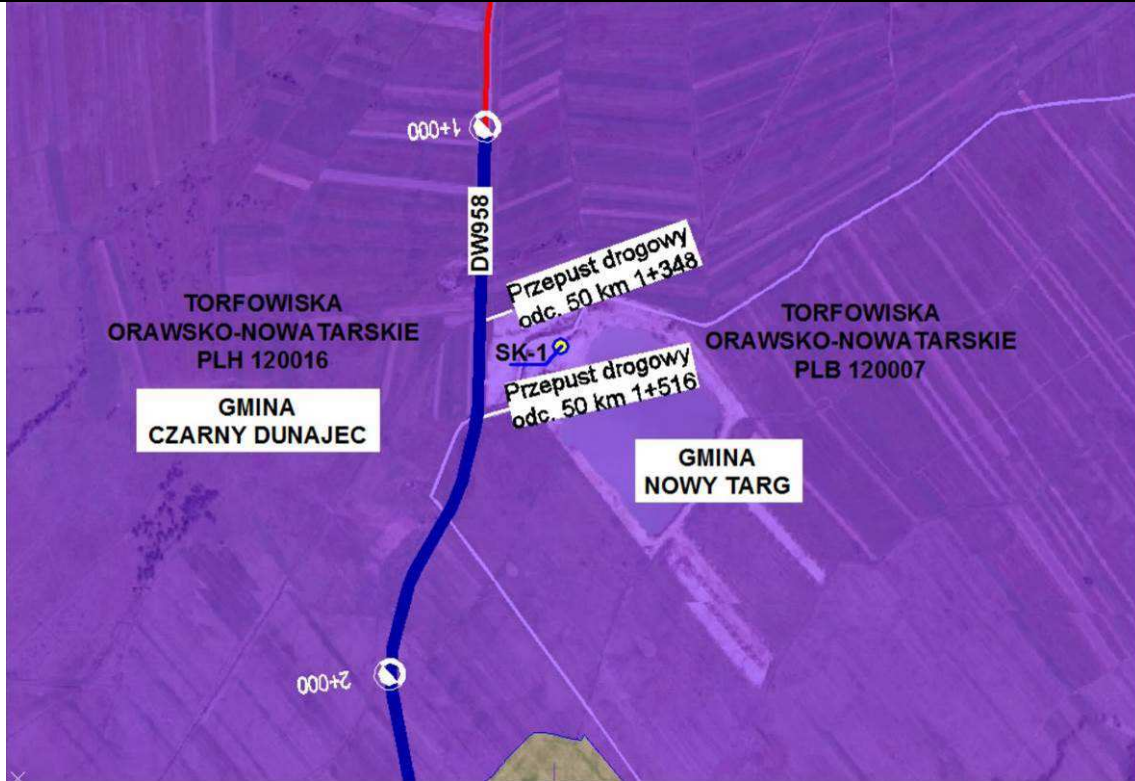 1+000
DW958
Przepust drogowy
odc. 50 km 1+348
TORFOWISKA
ORAWSKO-NOWATARSKIE
PLH 120016
TORFOWISKA
ORAWSKO-NOWATARSKIE
PLB 120007
SK-1
Przepust drogowy
odc. 50 km 1+516
GMINA
CZARNY DUNAJEC
GMINA
NOWY TARG
2+000